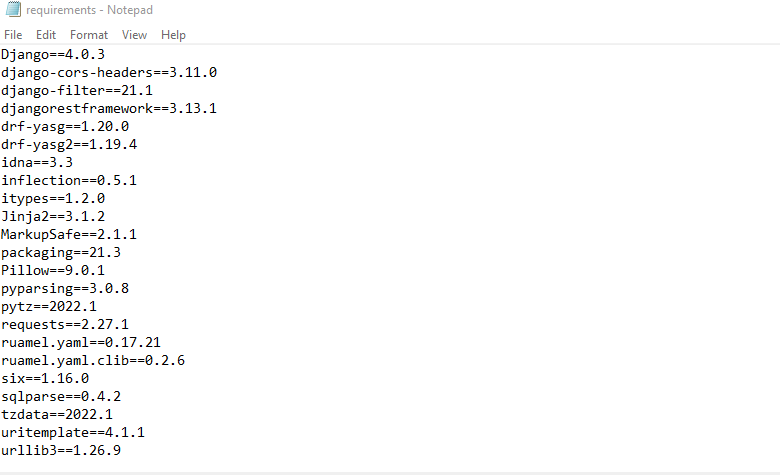 requirements - Notepad
File Edit Format View Help
Django==4.0.3
django-cors-headers==3.11.0
django-filter==21.1
djangorestframework==3.13.1
drf-yasg==1.20.0
drf-yasg2==1.19.4
idna==3.3
inflection==0.5.1
itypes==1.2.0
Jinja2==3.1.2
MarkupSafe==2.1.1
packaging==21.3
Pillow==9.0.1
pyparsing==3.0.8
pytz==2022.1
requests==2.27.1
ruamel.yaml==0.17.21
ruamel.yaml.clib==0.2.6
six==1.16.0
sqlparse==0.4.2
tzdata==2022.1
uritemplate==4.1.1
urllib3==1.26.9